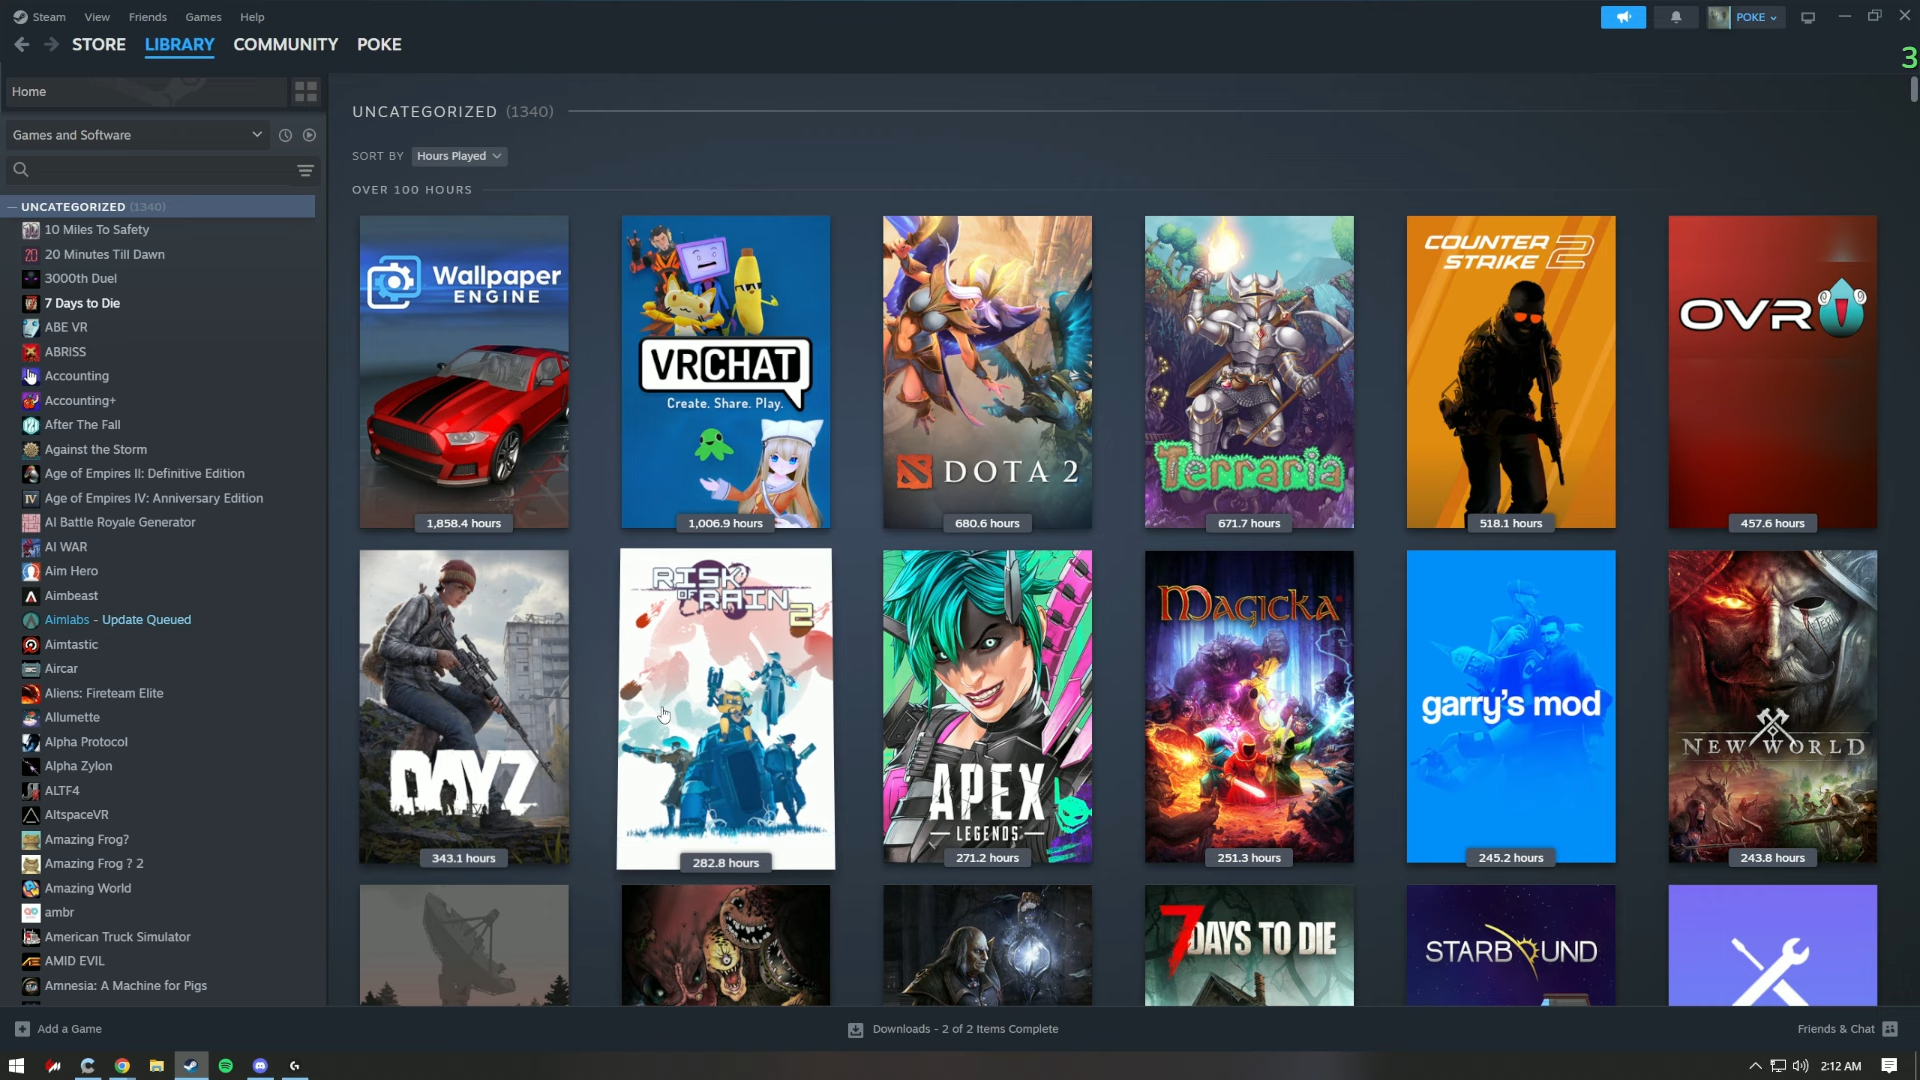 Steam View Friends Games Help
POKE
STORE LIBRARY COMMUNITY POKE
3
Home
Games and Software
— UNCATEGORIZED (1340)
10 Miles To Safety
20 Minutes Till Dawn
3000th Duel
7 Days to Die
ABE VR
ABRISS
Accounting
Accounting+
After The Fall
Against the Storm
Age of Empires II: Definitive Edition
Age of Empires IV: Anniversary Edition
AI Battle Royale Generator
AI WAR
Aim Hero
Aimbeast
Aimlabs - Update Queued
Aimtastic
Aircar
Aliens: Fireteam Elite
Allumette
Alpha Protocol
Alpha Zylon
ALTF4
AltspaceVR
Amazing Frog?
Amazing Frog ? 2
Amazing World
ambr
American Truck Simulator
AMID EVIL
Amnesia: A Machine for Pigs
UNCATEGORIZED (1340)
SORT BY Hours Played
OVER 100 HOURS
Wallpaper
ENGINE
1,858.4 hours
VRCHAT
Create. Share. Play.
1,006.9 hours
DOTA 2
680.6 hours
Terraria
671.7 hours
COUNTER
STRIKE 2
518.1 hours
OVR
457.6 hours
DAYZ
343.1 hours
RISK
OF RAIN
2
282.8 hours
APEX
LEGENDS
271.2 hours
MAGICKA
251.3 hours
garry's mod
245.2 hours
NEW WORLD
243.8 hours
7 DAYS TO DIE
STARBOUND
Add a Game
Downloads - 2 of 2 Items Complete
Friends & Chat
2:12 AM